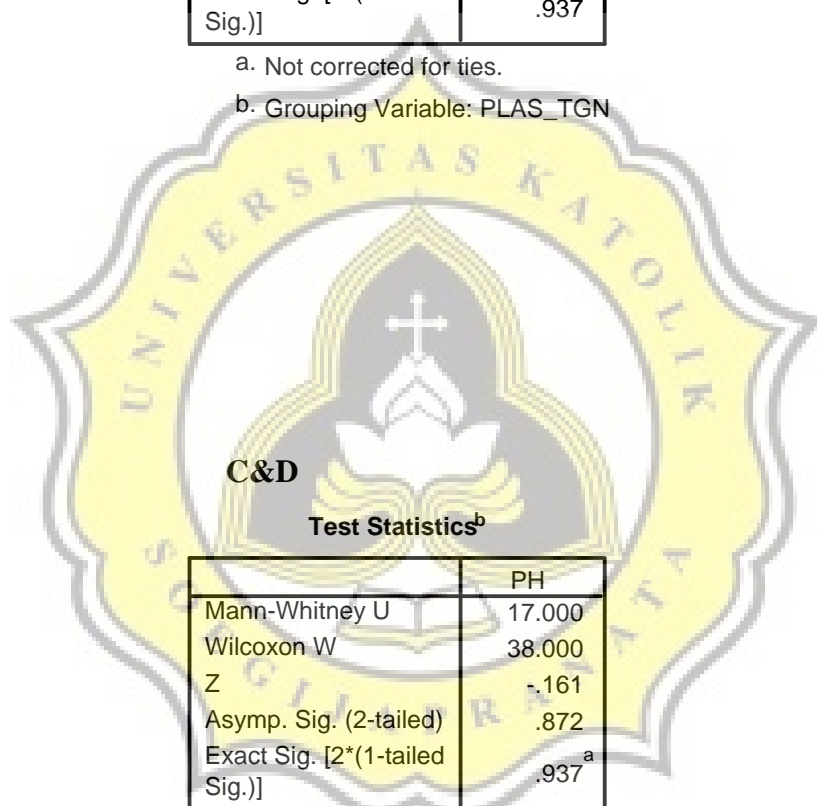 Sig.)] .937
a. Not corrected for ties.
b. Grouping Variable: PLAS_TGN
UNIVERSITAS KATOLIK
SOEGIJAPRANATA
C&D
Test Statistics b
PH
Mann-Whitney U 17.000
Wilcoxon W 38.000
Z -.161
Asymp. Sig. (2-tailed) .872
Exact Sig. [2*(1-tailed
Sig.)] .937 a